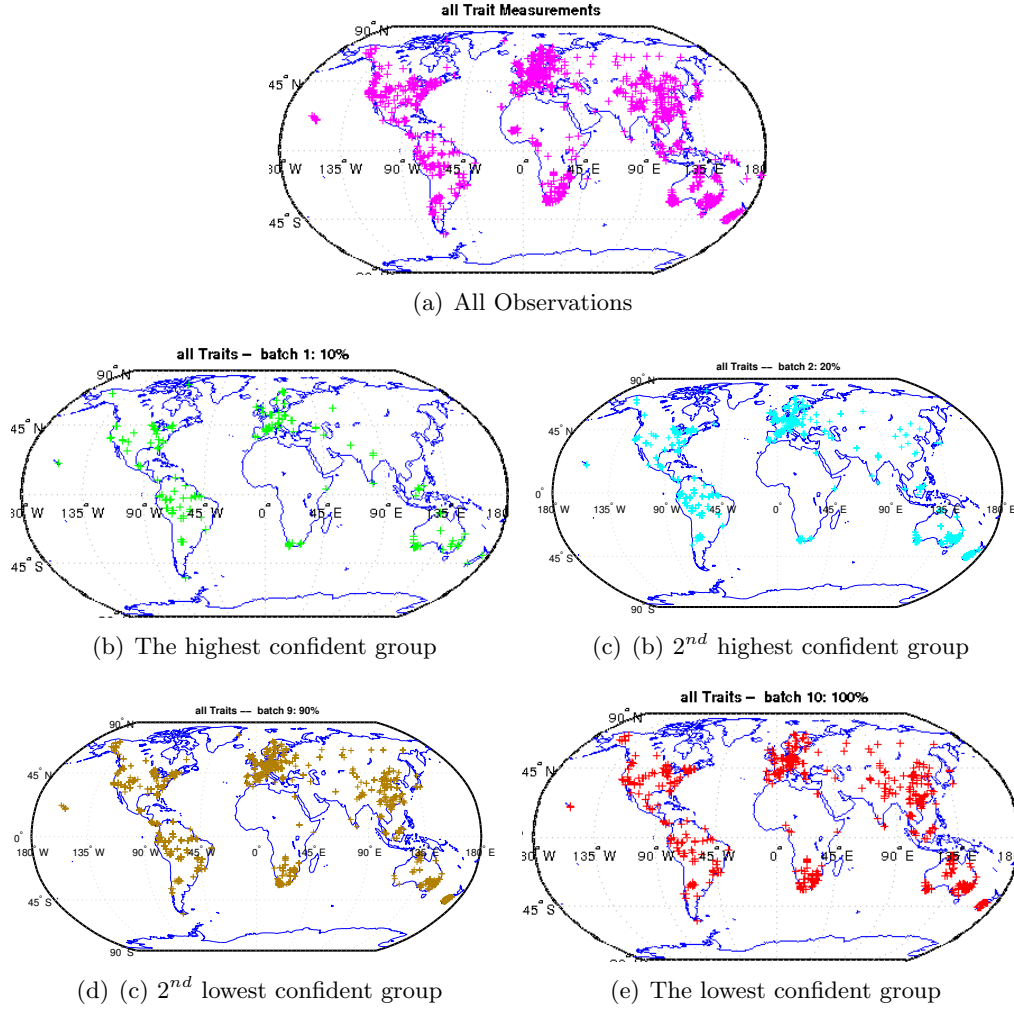 all Trait Measurements
90° N
45° N
30 W 135° W 90° W 45° W 0° 45° E 90° E 135° E 180
45° S
(a) All Observations
all Traits – batch 1: 10%
90° N
45° N
30 W 135° W 90° W 45° W 0° 45° E 90° E 135° E 180
45° S
(b) The highest confident group
all Traits –– batch 2: 20%
90° N
45° N
0°
180° W 135° W 90° W 45° W 0° 45° E 90° E 135° E 180° E
45° S
90° S
(c) (b) 2nd highest confident group
all Traits –– batch 9: 90%
90° N
45° N
0°
180° W 135° W 90° W 45° W 0° 45° E 90° E 135° E 180° E
45° S
90° S
(d) (c) 2nd lowest confident group
all Traits – batch 10: 100%
90° N
45° N
30 W 135° W 90° W 45° W 0° 45° E 90° E 135° E 180
45° S
(e) The lowest confident group